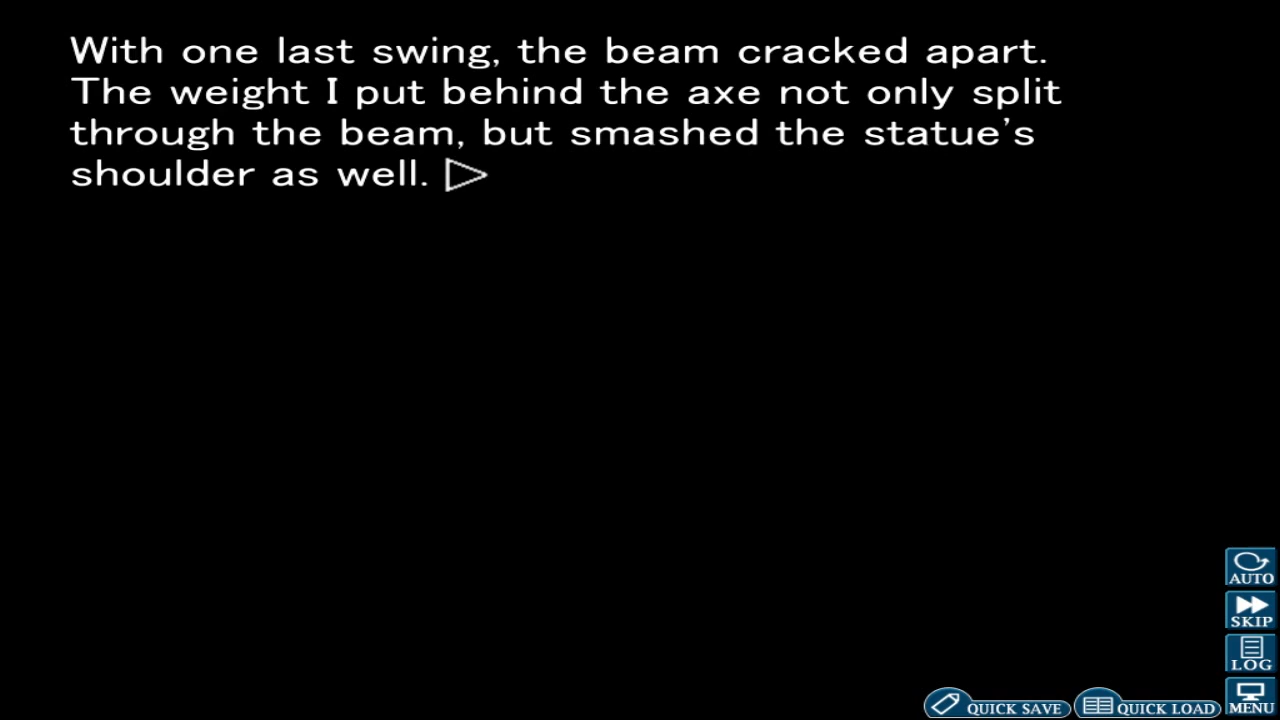 With one last swing, the beam cracked apart.
The weight I put behind the axe not only split
through the beam, but smashed the statue's
shoulder as well.
AUTO
SKIP
LOG
QUICK SAVE
QUICK LOAD
MENU